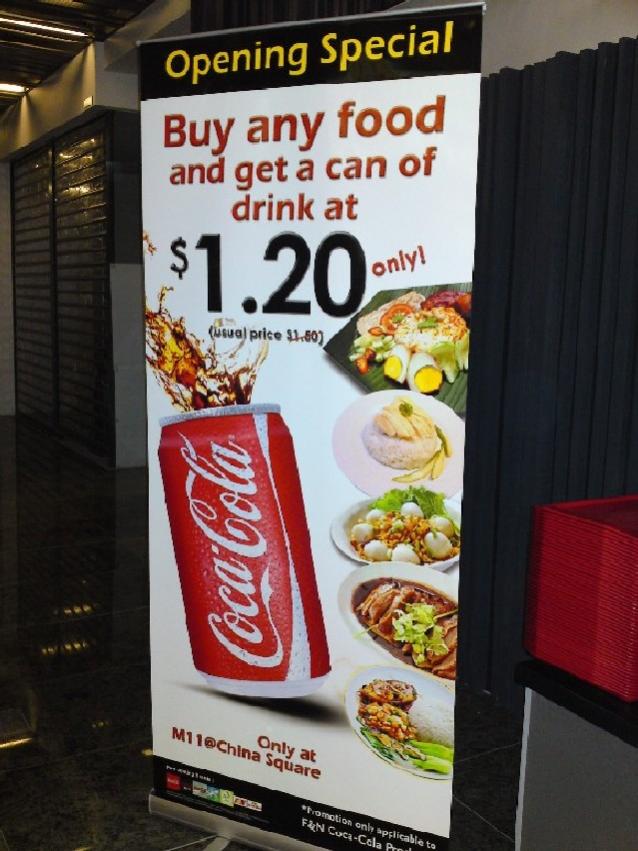 Opening Special
Buy any food
and get a can of
drink at
$1.20 only!
(usual price $1.60)
Coca-Cola
Only at
M11@China Square
*Promotion only applicable to
F&N Coca-Cola